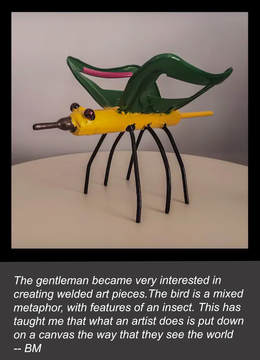 The gentleman became very interested in
creating welded art pieces.The bird is a mixed
metaphor, with features of an insect. This has
taught me that what an artist does is put down
on a canvas the way that they see the world
-- BM